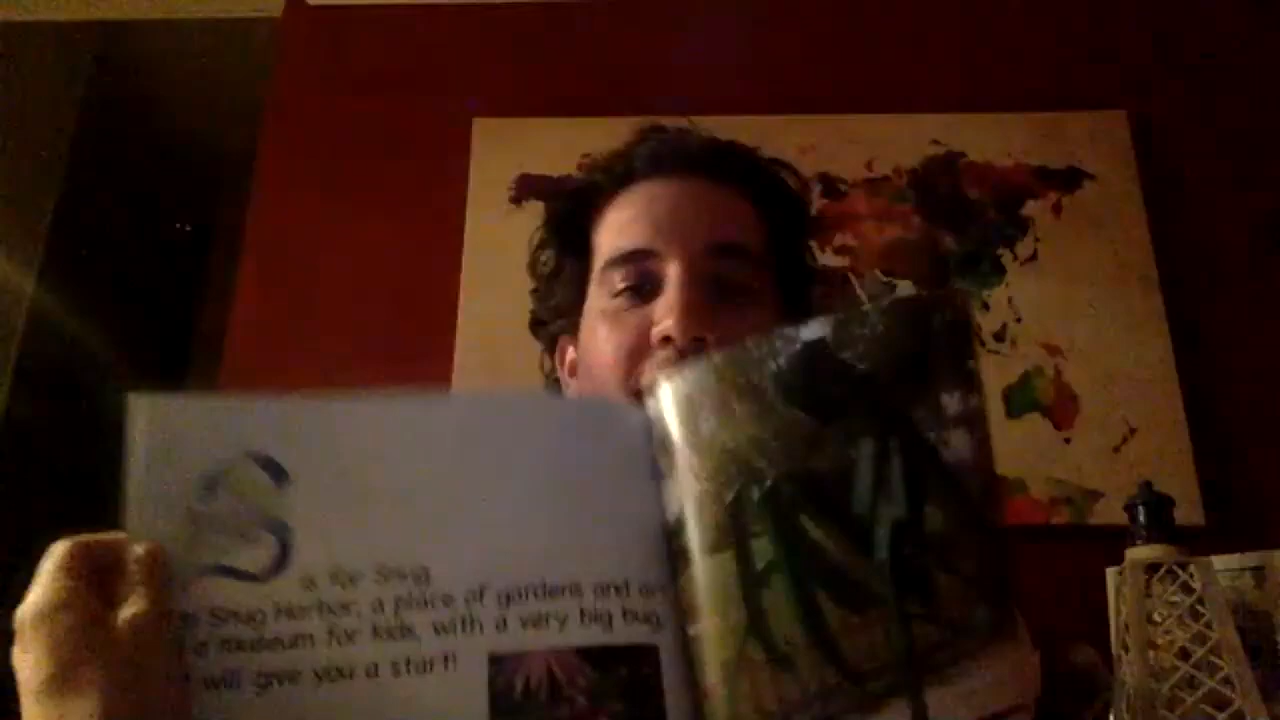 S
is for Snug
Snug Harbor, a place of gardens and
a museum for kids, with a very big bug,
will give you a start!